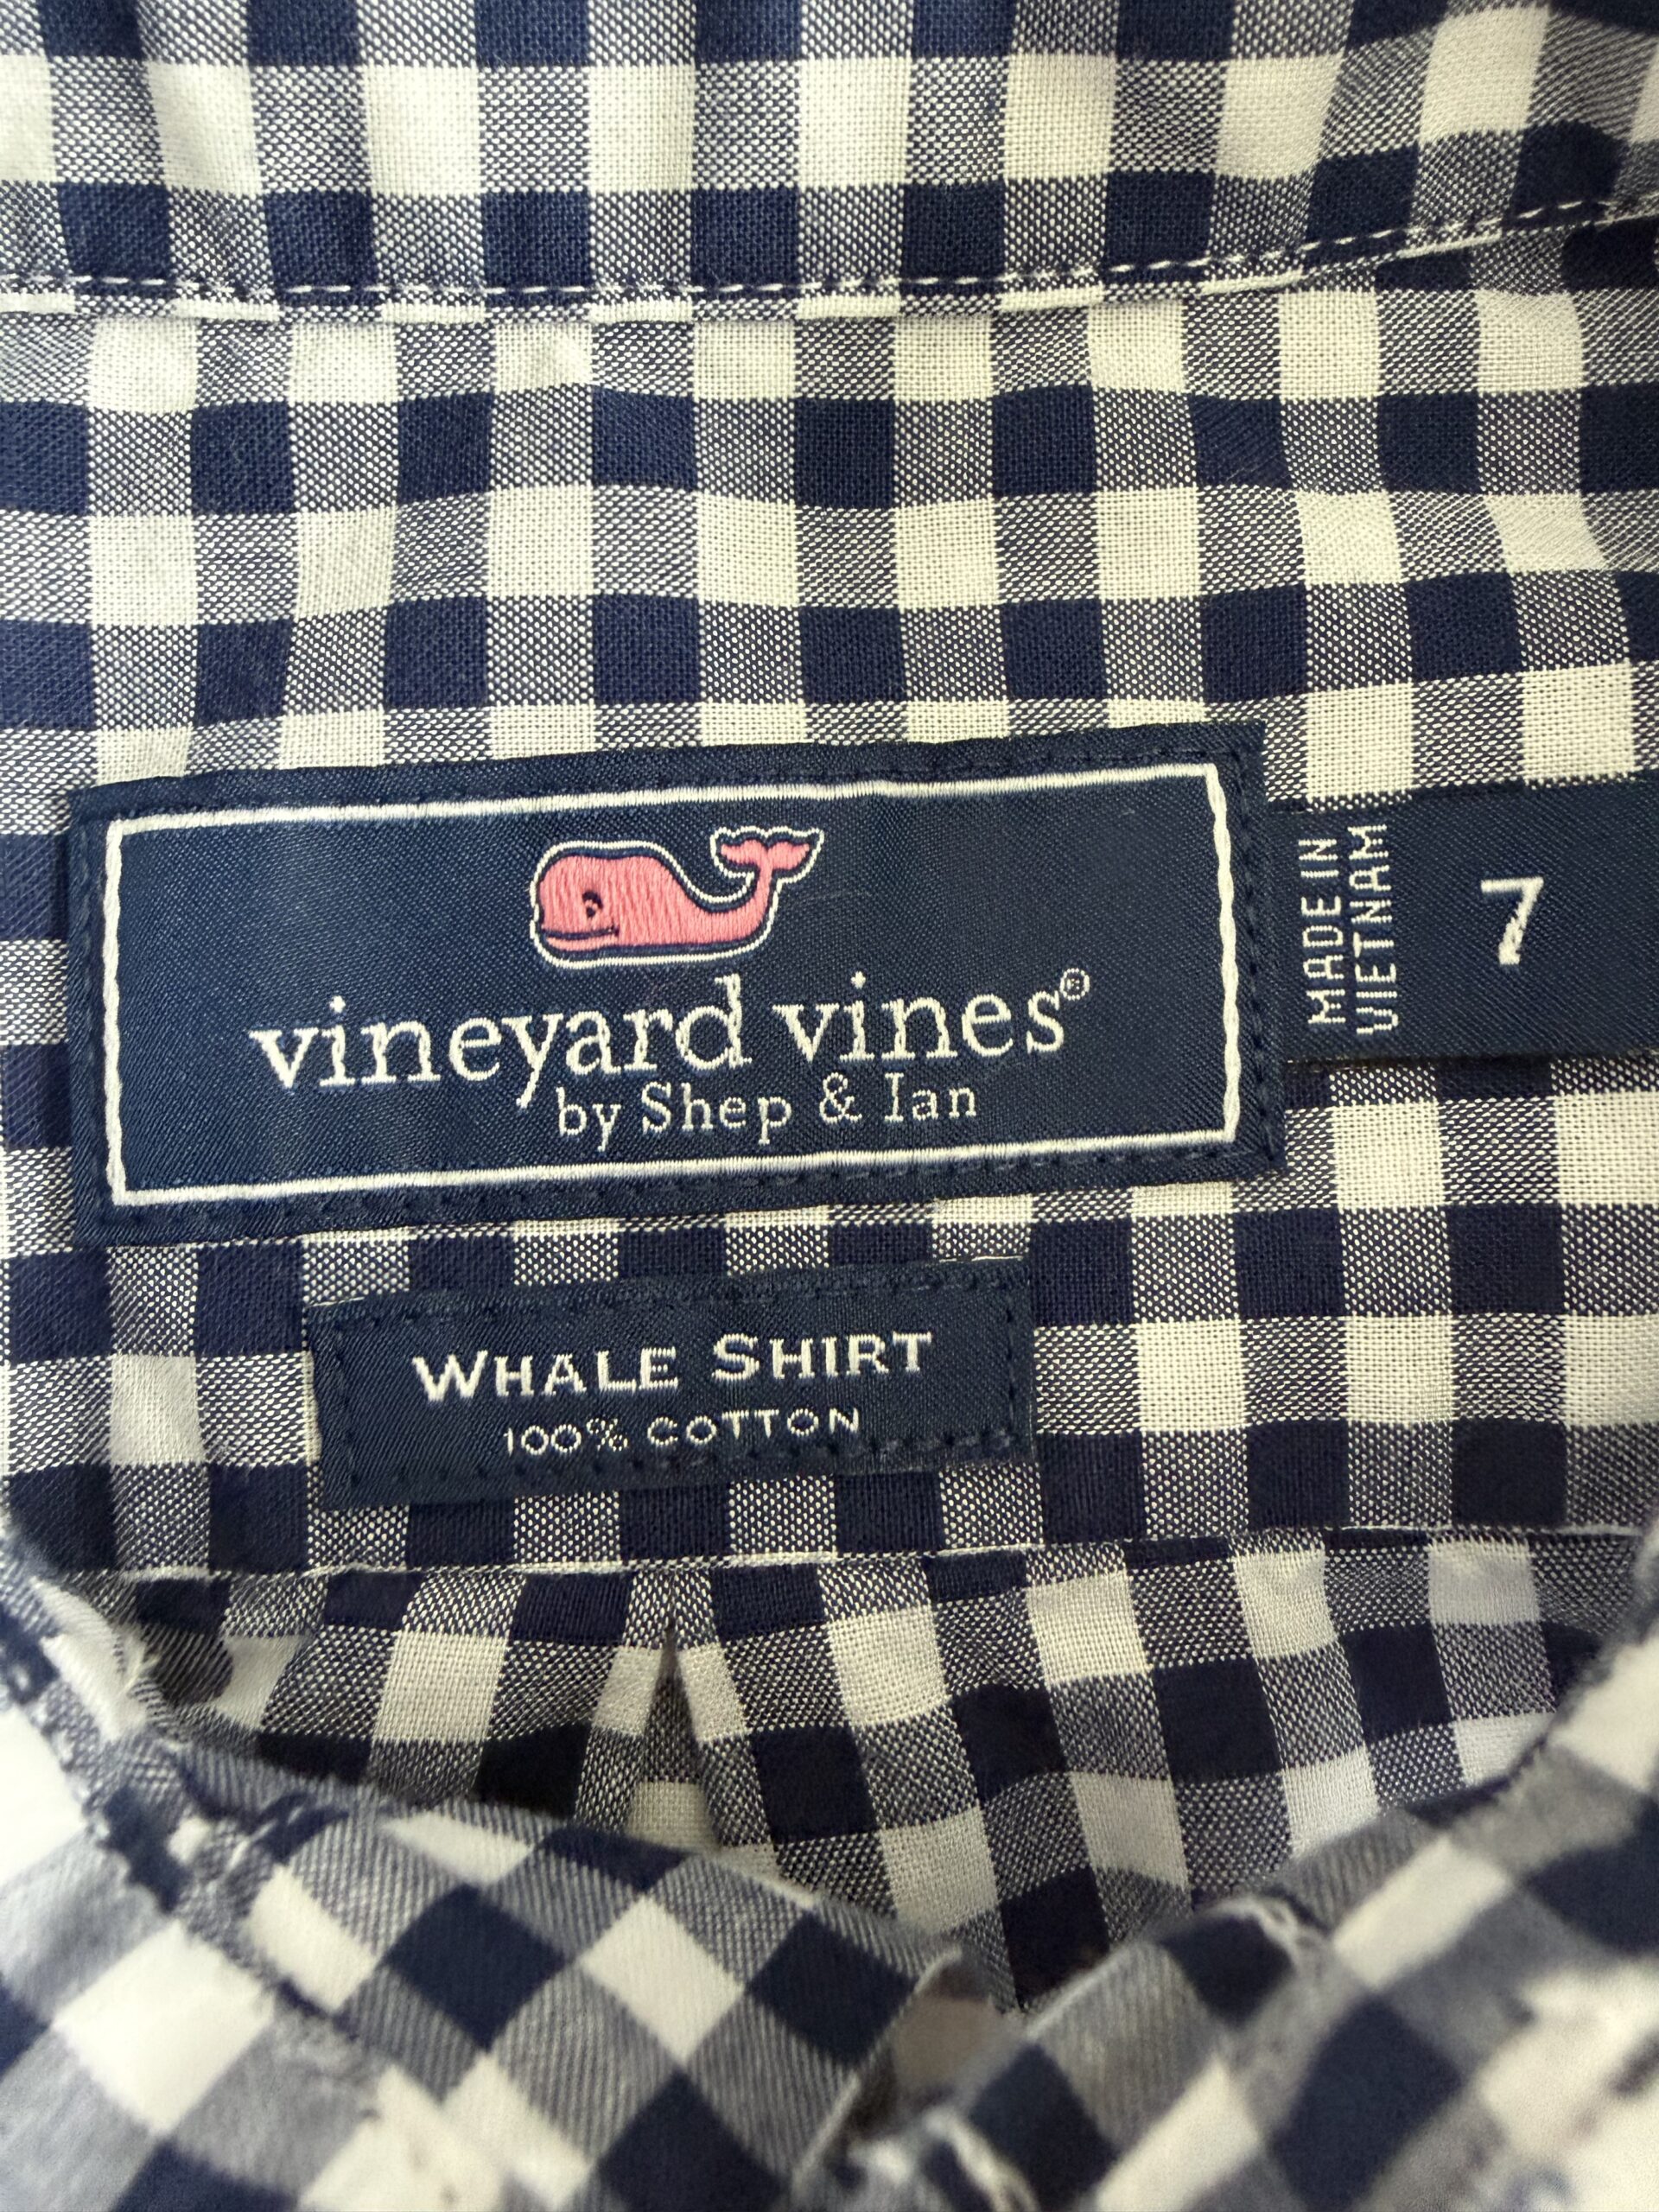 vineyard vines®
by Shep & Ian
MADE IN
VIETNAM
7
WHALE SHIRT
100% COTTON